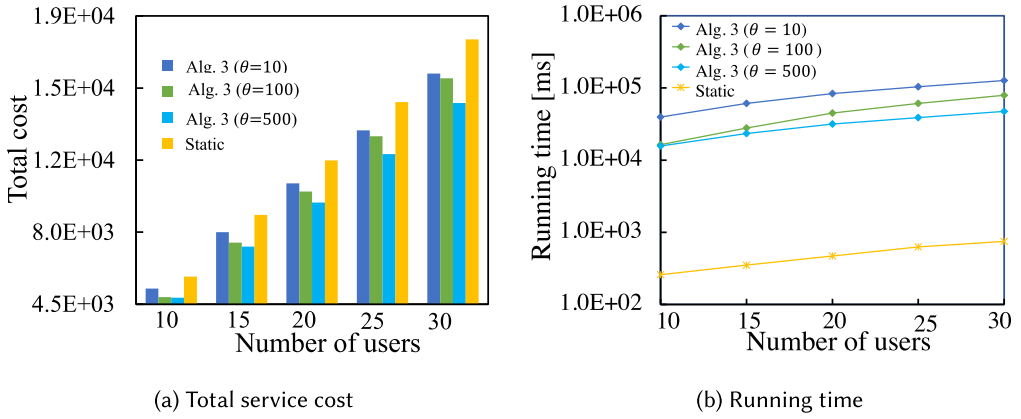 1.9E+04
1.5E+04
1.2E+04
8.0E+03
4.5E+03
Total cost
Alg. 3 (θ=10)
Alg. 3 (θ=100)
Alg. 3 (θ=500)
Static
10 15 20 25 30
Number of users
(a) Total service cost
1.0E+06
1.0E+05
1.0E+04
1.0E+03
1.0E+02
Running time [ms]
Alg. 3 (θ = 10)
Alg. 3 (θ = 100 )
Alg. 3 (θ = 500)
Static
10 15 20 25 30
Number of users
(b) Running time